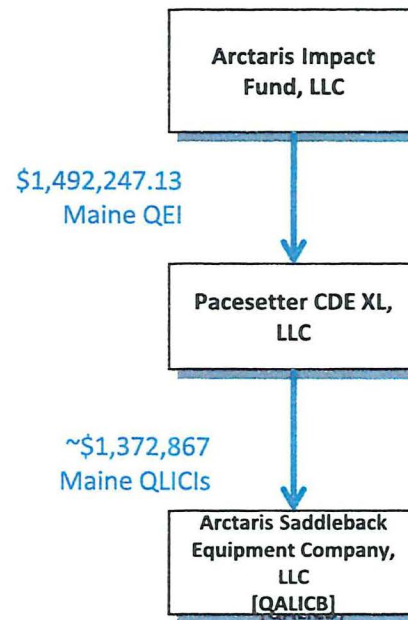 Arctaris Impact
Fund, LLC
$1,492,247.13
Maine QEI
Pacesetter CDE XL,
LLC
~$1,372,867
Maine QLICIs
Arctaris Saddleback
Equipment Company,
LLC
[QALICB]